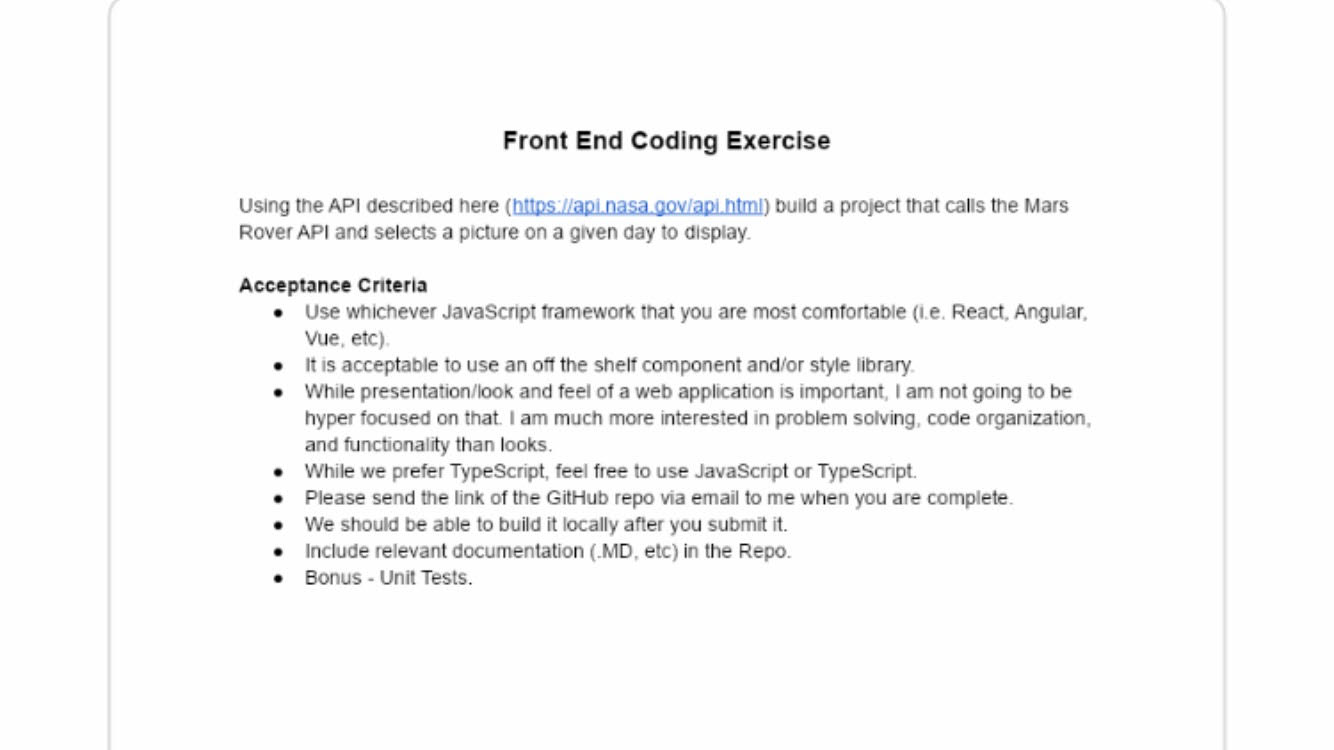 Front End Coding Exercise
Using the API described here (https://api.nasa.gov/api.html) build a project that calls the Mars
Rover API and selects a picture on a given day to display.
Acceptance Criteria
● Use whichever JavaScript framework that you are most comfortable (i.e. React, Angular,
Vue, etc).
● It is acceptable to use an off the shelf component and/or style library.
● While presentation/look and feel of a web application is important, I am not going to be
hyper focused on that. I am much more interested in problem solving, code organization,
and functionality than looks.
● While we prefer TypeScript, feel free to use JavaScript or TypeScript.
● Please send the link of the GitHub repo via email to me when you are complete.
● We should be able to build it locally after you submit it.
● Include relevant documentation (.MD, etc) in the Repo.
● Bonus - Unit Tests.